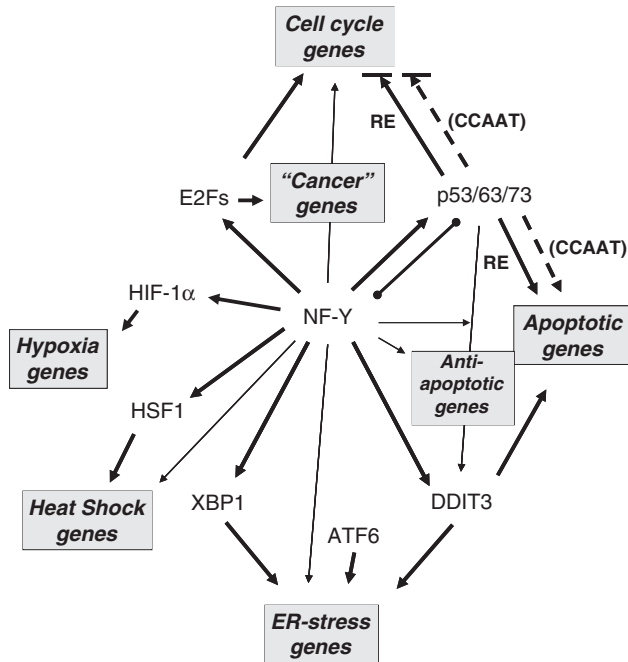 Cell cycle
genes
RE
(CCAAT)
E2Fs
"Cancer"
genes
p53/63/73
RE
(CCAAT)
HIF-1α
NF-Y
Hypoxia
genes
Apoptotic
genes
Anti-
apoptotic
genes
HSF1
Heat Shock
genes
XBP1
DDIT3
ATF6
ER-stress
genes